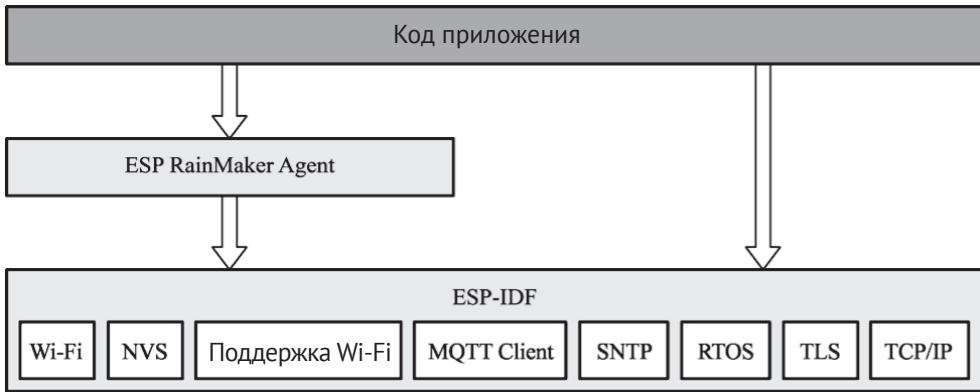 Код приложения
ESP RainMaker Agent
ESP-IDF
Wi-Fi
NVS
Поддержка Wi-Fi
MQTT Client
SNTP
RTOS
TLS
TCP/IP